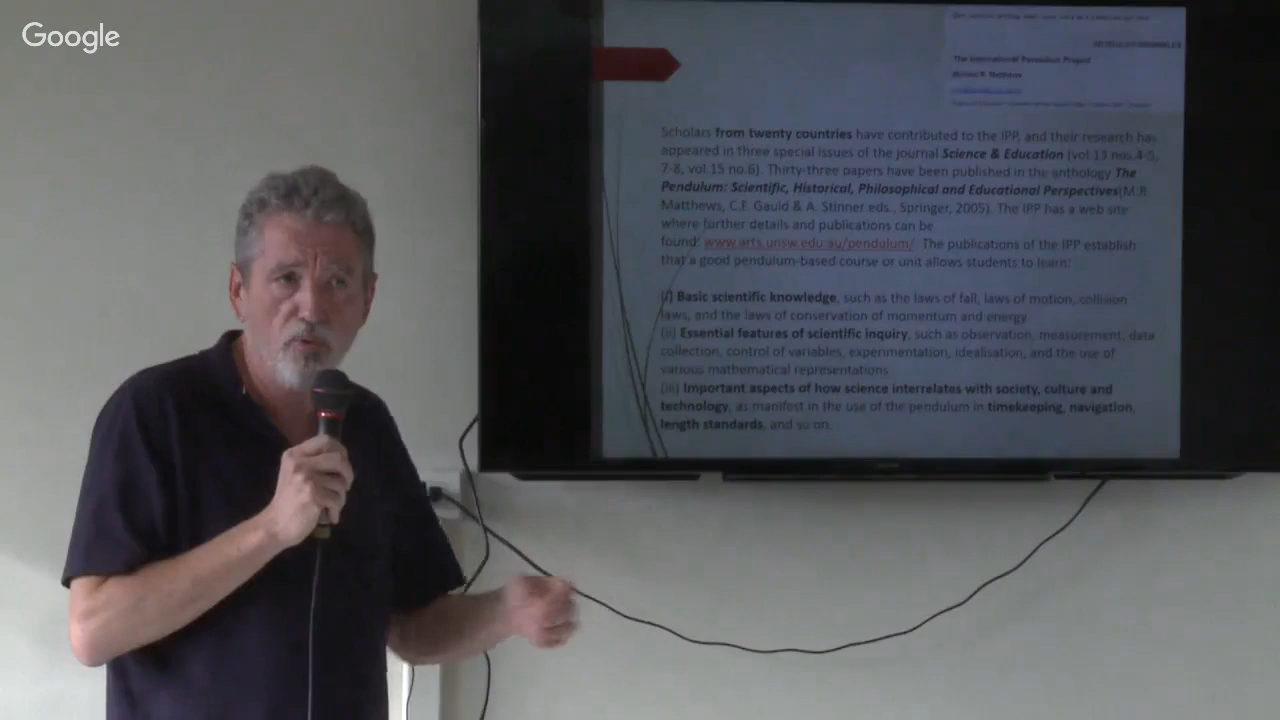 Google
The International Pendulum Project
Scholars from twenty countries have contributed to the IPP, and their research has
appeared in three special issues of the journal Science & Education (vol 13 nos.4-5,
7-8, vol.15 no.6). Thirty-three papers have been published in the anthology The
Pendulum: Scientific, Historical, Philosophical and Educational Perspectives(M.R
Matthews, C.F. Gauld & A. Stinner eds., Springer, 2005). The IPP has a web site
where further details and publications can be
found: www.arts.unsw.edu.au/pendulum/. The publications of the IPP establish
that a good pendulum-based course or unit allows students to learn:
(i) Basic scientific knowledge, such as the laws of fall, laws of motion, collision
laws, and the laws of conservation of momentum and energy
(ii) Essential features of scientific inquiry, such as observation, measurement, data
collection, control of variables, experimentation, idealisation, and the use of
various mathematical representations
(iii) Important aspects of how science interrelates with society, culture and
technology, as manifest in the use of the pendulum in timekeeping, navigation,
length standards, and so on.